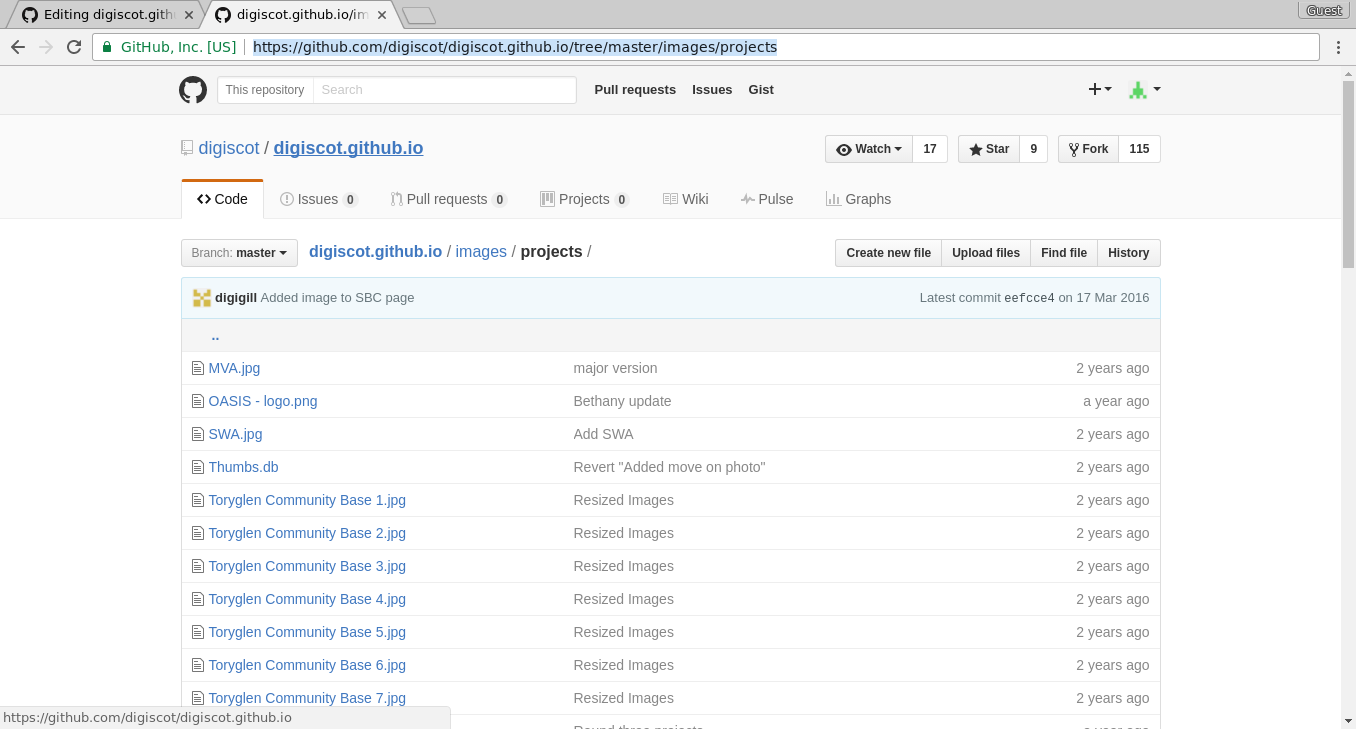 Editing digiscot.gith
digiscot.github.io/im
Guest
GitHub, Inc. [US]
https://github.com/digiscot/digiscot.github.io/tree/master/images/projects
This repository
Search
Pull requests
Issues
Gist
digiscot / digiscot.github.io
Watch 17
Star 9
Fork 115
Code
Issues 0
Pull requests 0
Projects 0
Wiki
Pulse
Graphs
Branch: master
digiscot.github.io / images / projects /
Create new file
Upload files
Find file
History
digigill Added image to SBC page
Latest commit eefcce4 on 17 Mar 2016
..
MVA.jpg major version 2 years ago
OASIS - logo.png Bethany update a year ago
SWA.jpg Add SWA 2 years ago
Thumbs.db Revert "Added move on photo" 2 years ago
Toryglen Community Base 1.jpg Resized Images 2 years ago
Toryglen Community Base 2.jpg Resized Images 2 years ago
Toryglen Community Base 3.jpg Resized Images 2 years ago
Toryglen Community Base 4.jpg Resized Images 2 years ago
Toryglen Community Base 5.jpg Resized Images 2 years ago
Toryglen Community Base 6.jpg Resized Images 2 years ago
Toryglen Community Base 7.jpg Resized Images 2 years ago
https://github.com/digiscot/digiscot.github.io